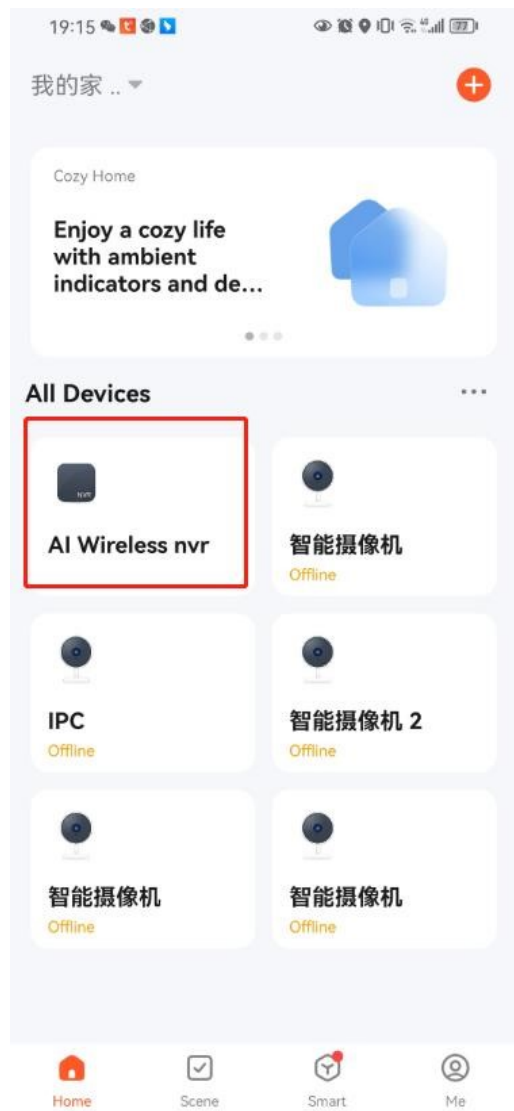 19:15
77
我的家 ..
Cozy Home
Enjoy a cozy life
with ambient
indicators and de...
All Devices
NVR
AI Wireless nvr
智能摄像机
Offline
IPC
Offline
智能摄像机 2
Offline
智能摄像机
Offline
智能摄像机
Offline
Home
Scene
Smart
Me